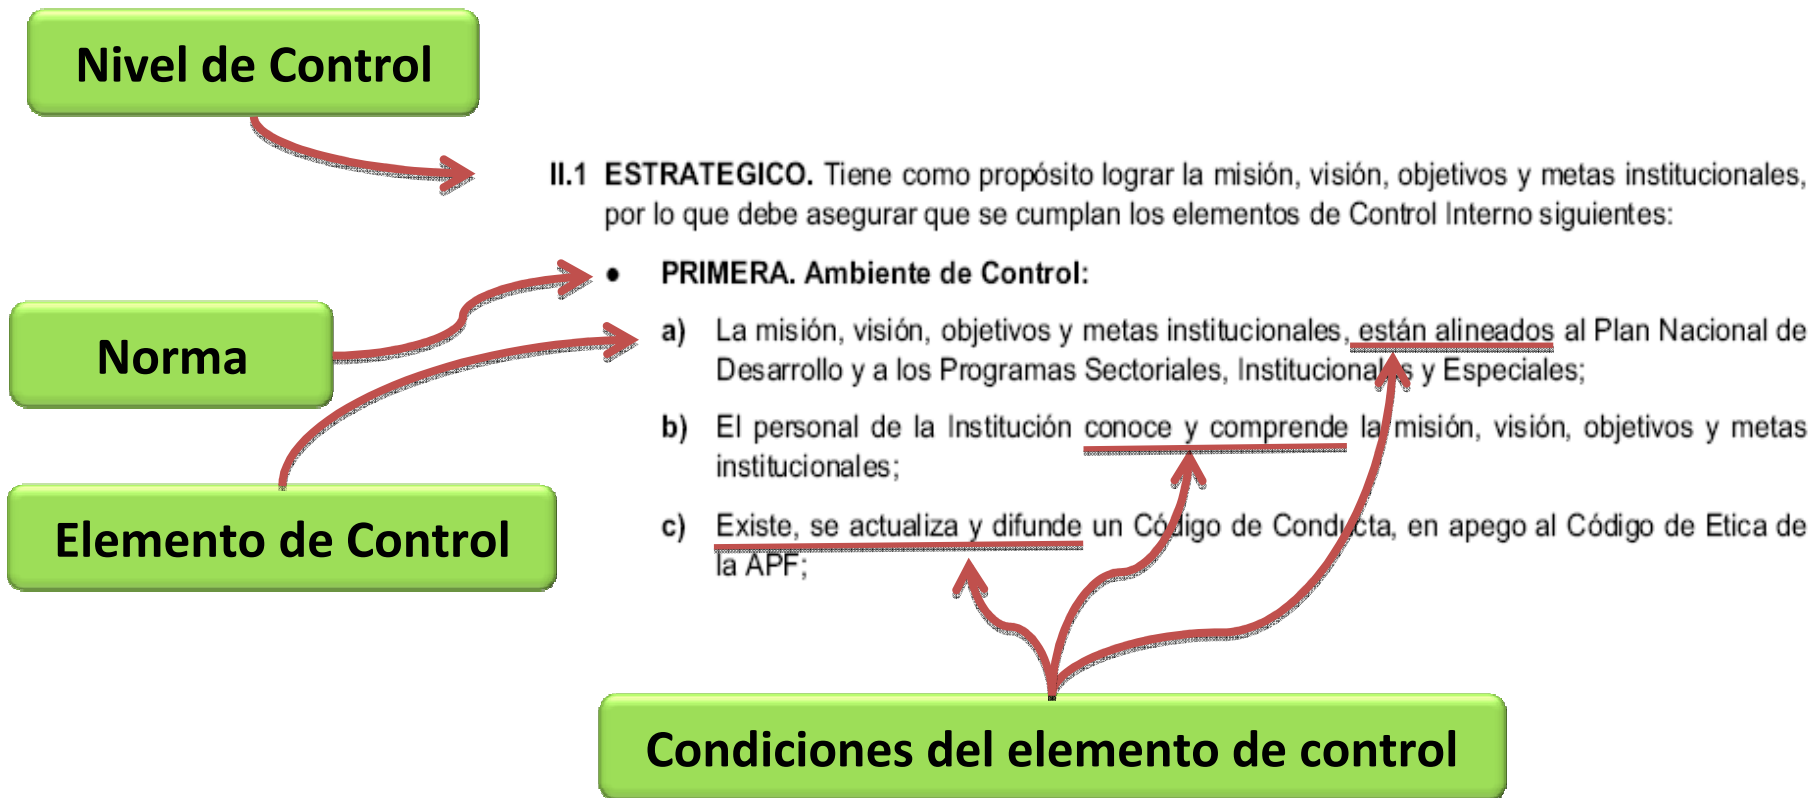 Nivel de Control
II.1 ESTRATEGICO. Tiene como propósito lograr la misión, visión, objetivos y metas institucionales,
por lo que debe asegurar que se cumplan los elementos de Control Interno siguientes:
• PRIMERA. Ambiente de Control:
Norma
a) La misión, visión, objetivos y metas institucionales, están alineados al Plan Nacional de
Desarrollo y a los Programas Sectoriales, Institucionales y Especiales;
b) El personal de la Institución conoce y comprende la misión, visión, objetivos y metas
institucionales;
Elemento de Control
c) Existe, se actualiza y difunde un Código de Conducta, en apego al Código de Etica de
la APF;
Condiciones del elemento de control